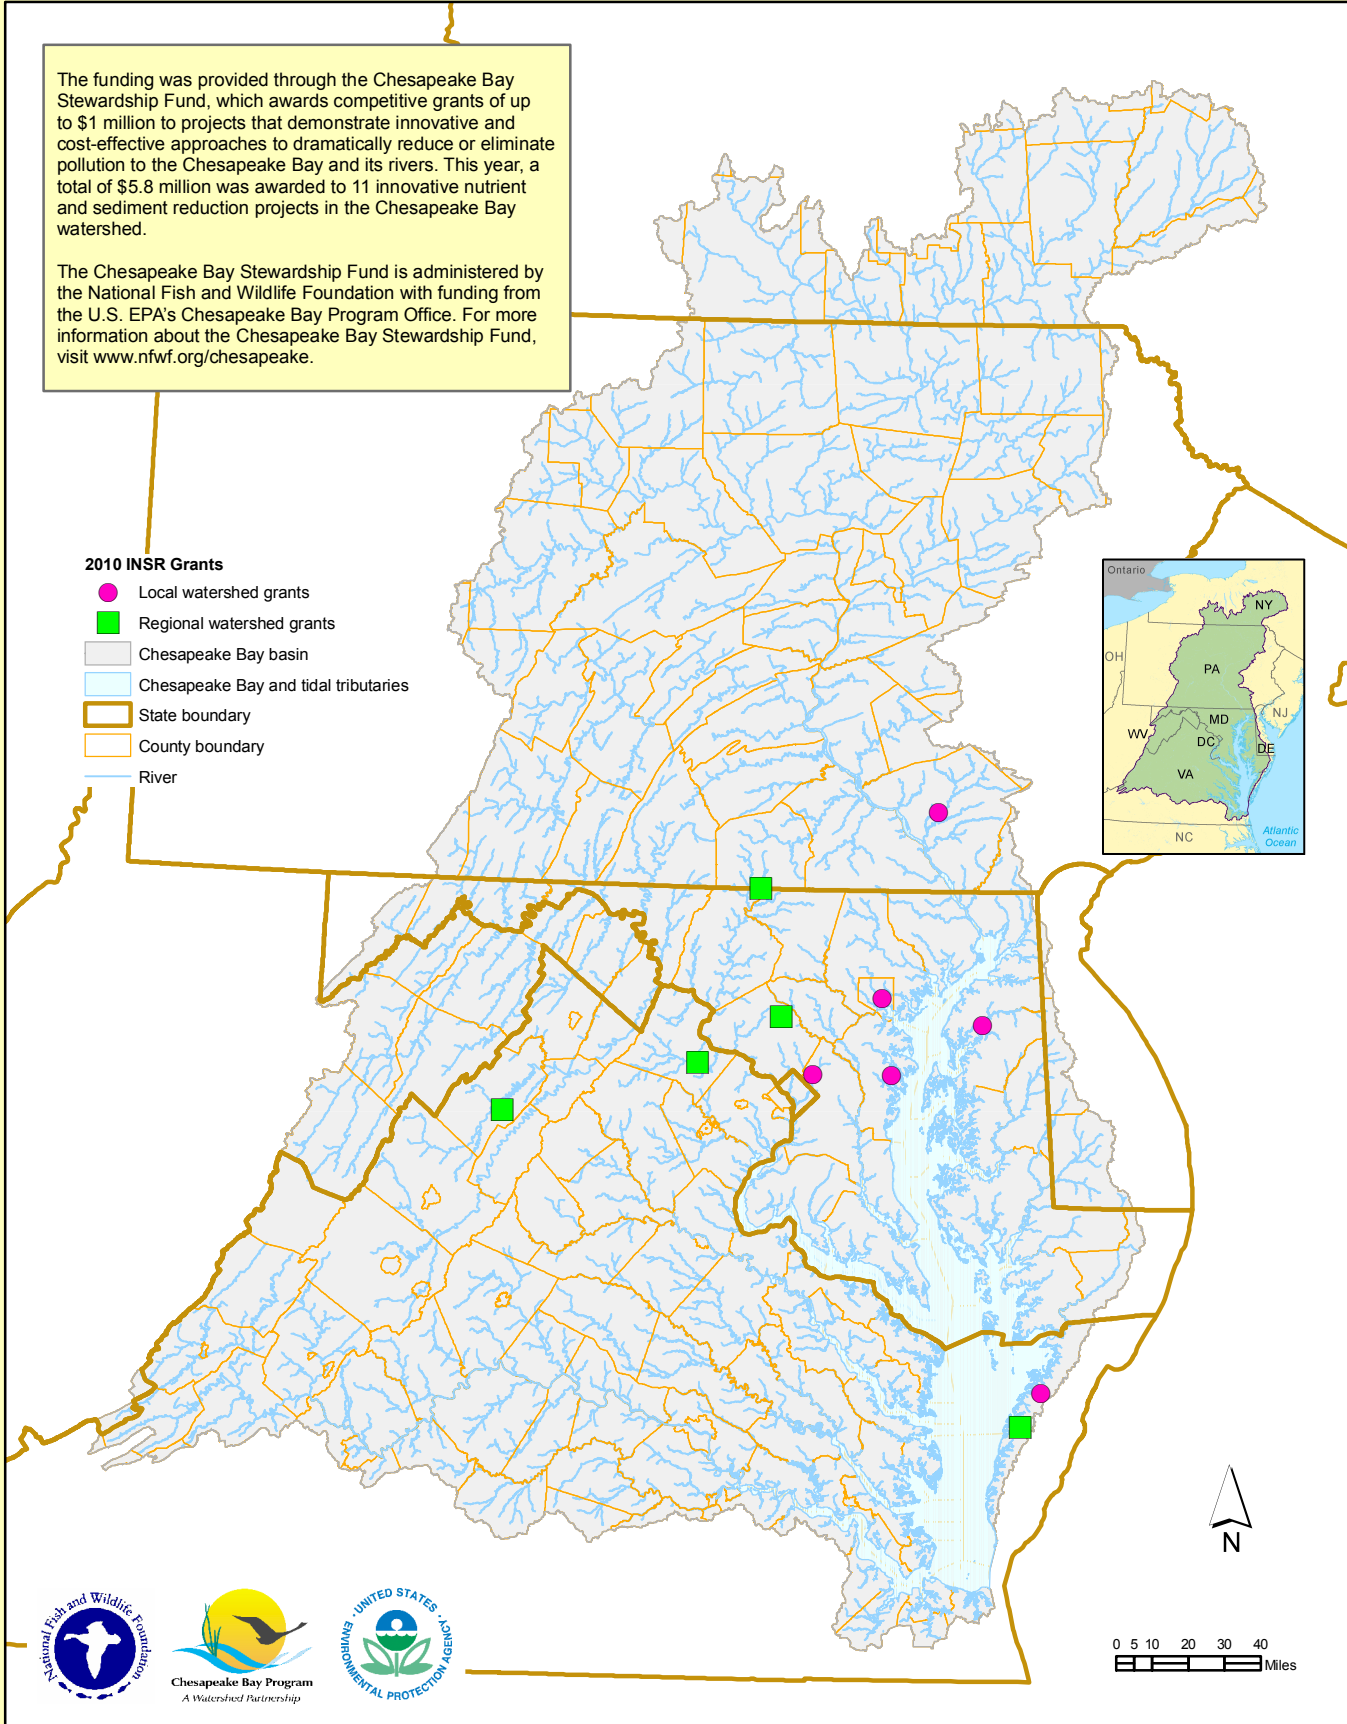 The funding was provided through the Chesapeake Bay
Stewardship Fund, which awards competitive grants of up
to $1 million to projects that demonstrate innovative and
cost-effective approaches to dramatically reduce or eliminate
pollution to the Chesapeake Bay and its rivers. This year, a
total of $5.8 million was awarded to 11 innovative nutrient
and sediment reduction projects in the Chesapeake Bay
watershed.
The Chesapeake Bay Stewardship Fund is administered by
the National Fish and Wildlife Foundation with funding from
the U.S. EPA's Chesapeake Bay Program Office. For more
information about the Chesapeake Bay Stewardship Fund,
visit www.nfwf.org/chesapeake.
2010 INSR Grants
Local watershed grants
Regional watershed grants
Chesapeake Bay basin
Chesapeake Bay and tidal tributaries
State boundary
County boundary
River
Ontario
NY
OH
PA
NJ
MD
WV
DC
DE
VA
NC
Atlantic
Ocean
N
0 5 10 20 30 40
Miles
National Fish and Wildlife Foundation
Chesapeake Bay Program
A Watershed Partnership
UNITED STATES
ENVIRONMENTAL PROTECTION AGENCY